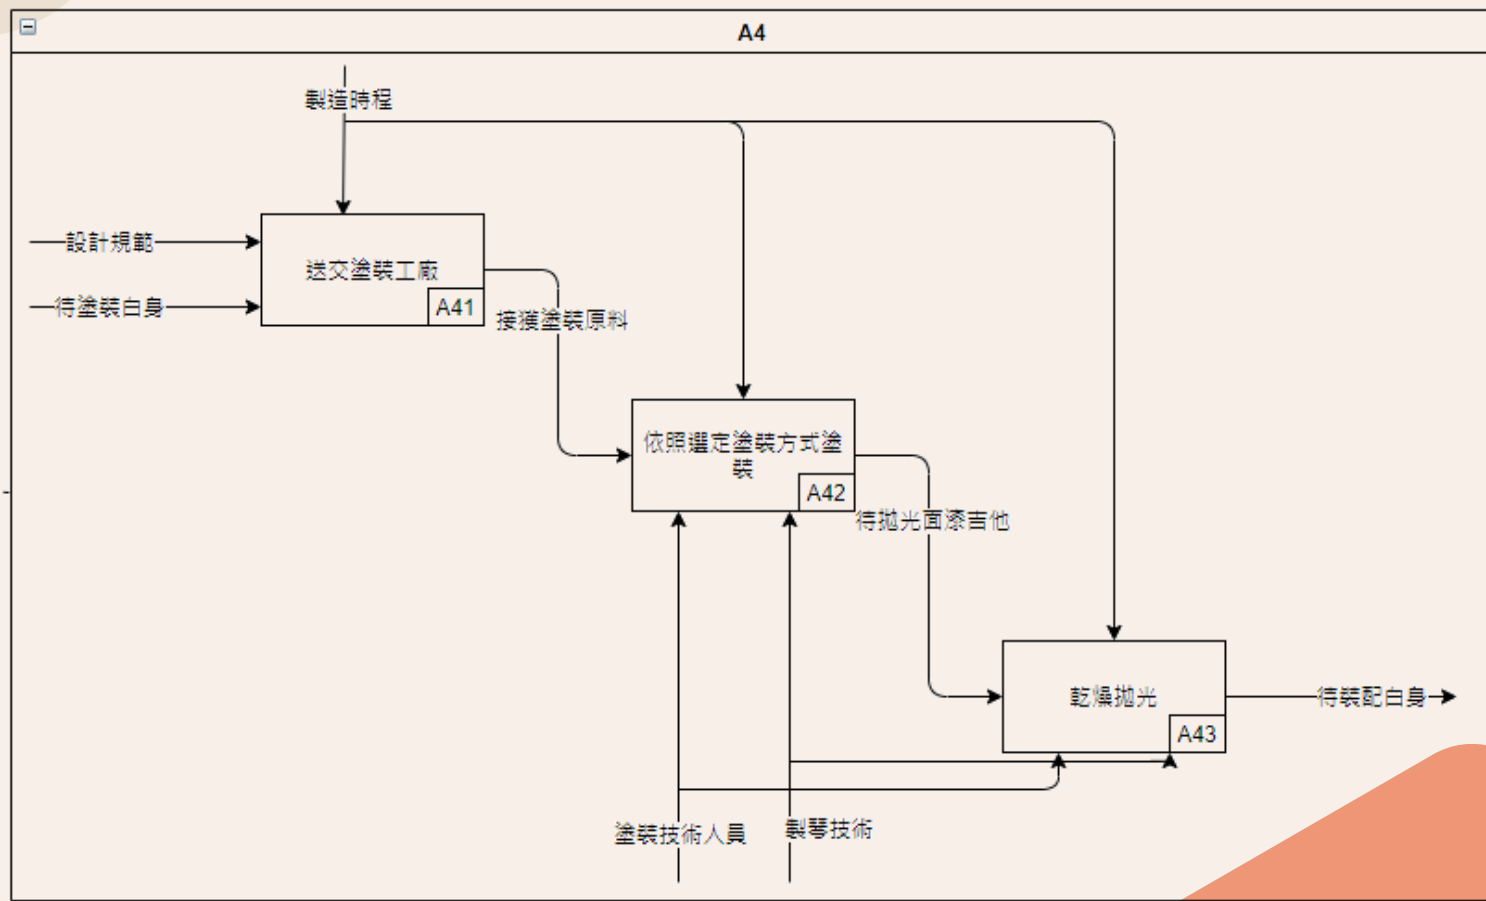 A4
製造時程
設計規範
待塗裝白身
送交塗裝工廠
A41
接獲塗裝原料
依照選定塗裝方式塗
裝
A42
待拋光面漆吉他
乾燥拋光
A43
待裝配白身
塗裝技術人員
製琴技術